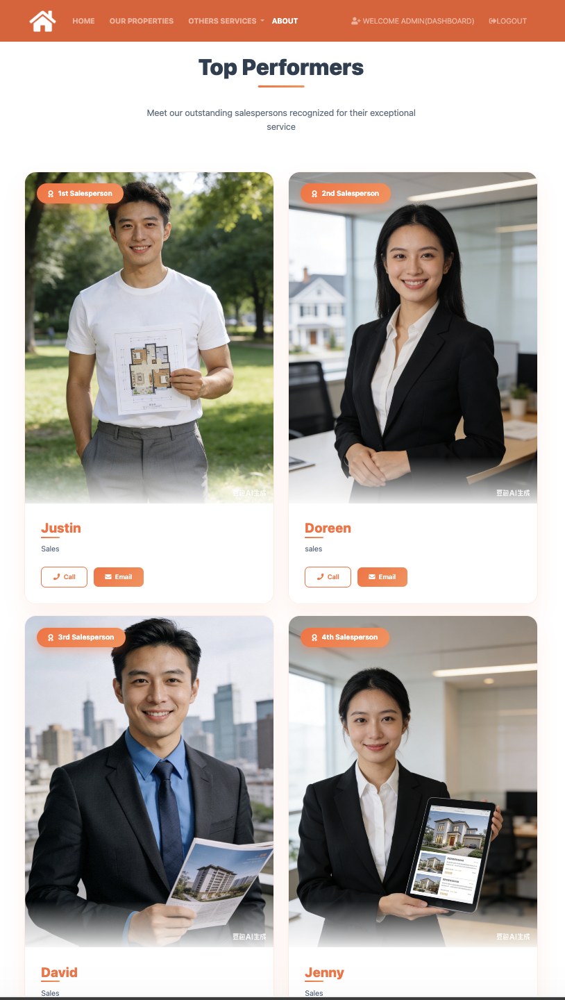 HOME OUR PROPERTIES OTHERS SERVICES ABOUT WELCOME ADMIN(DASHBOARD) LOGOUT
Top Performers
Meet our outstanding salespersons recognized for their exceptional
service
1st Salesperson
豆包AI生成
Justin
Sales
Call Email
2nd Salesperson
豆包AI生成
Doreen
sales
Call Email
3rd Salesperson
豆包AI生成
David
Sales
4th Salesperson
豆包AI生成
Jenny
Sales